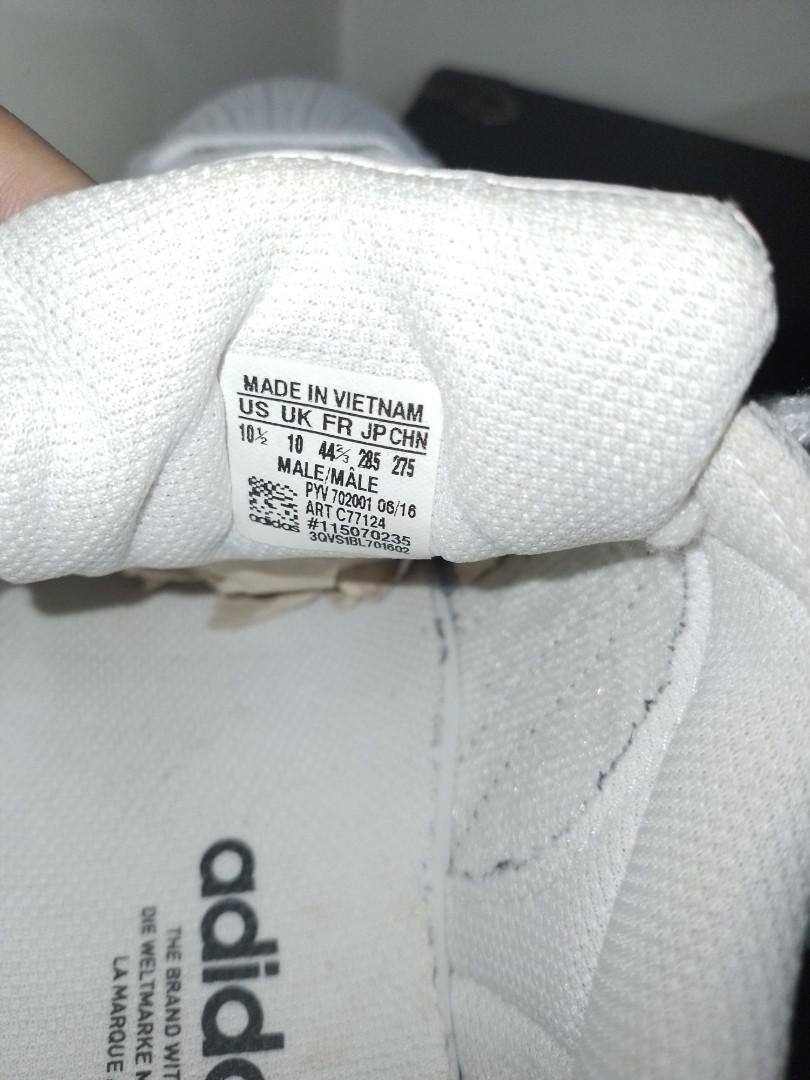 MADE IN VIETNAM
US UK FR JP CHN
10½ 10 44⅔ 285 275
MALE/MÂLE
PYV 702001 06/16
ART C77124
#115070235
3QVS1BL701602
adidas
adida
THE BRAND WIT
DIE WELTMARKE
LA MARQUE